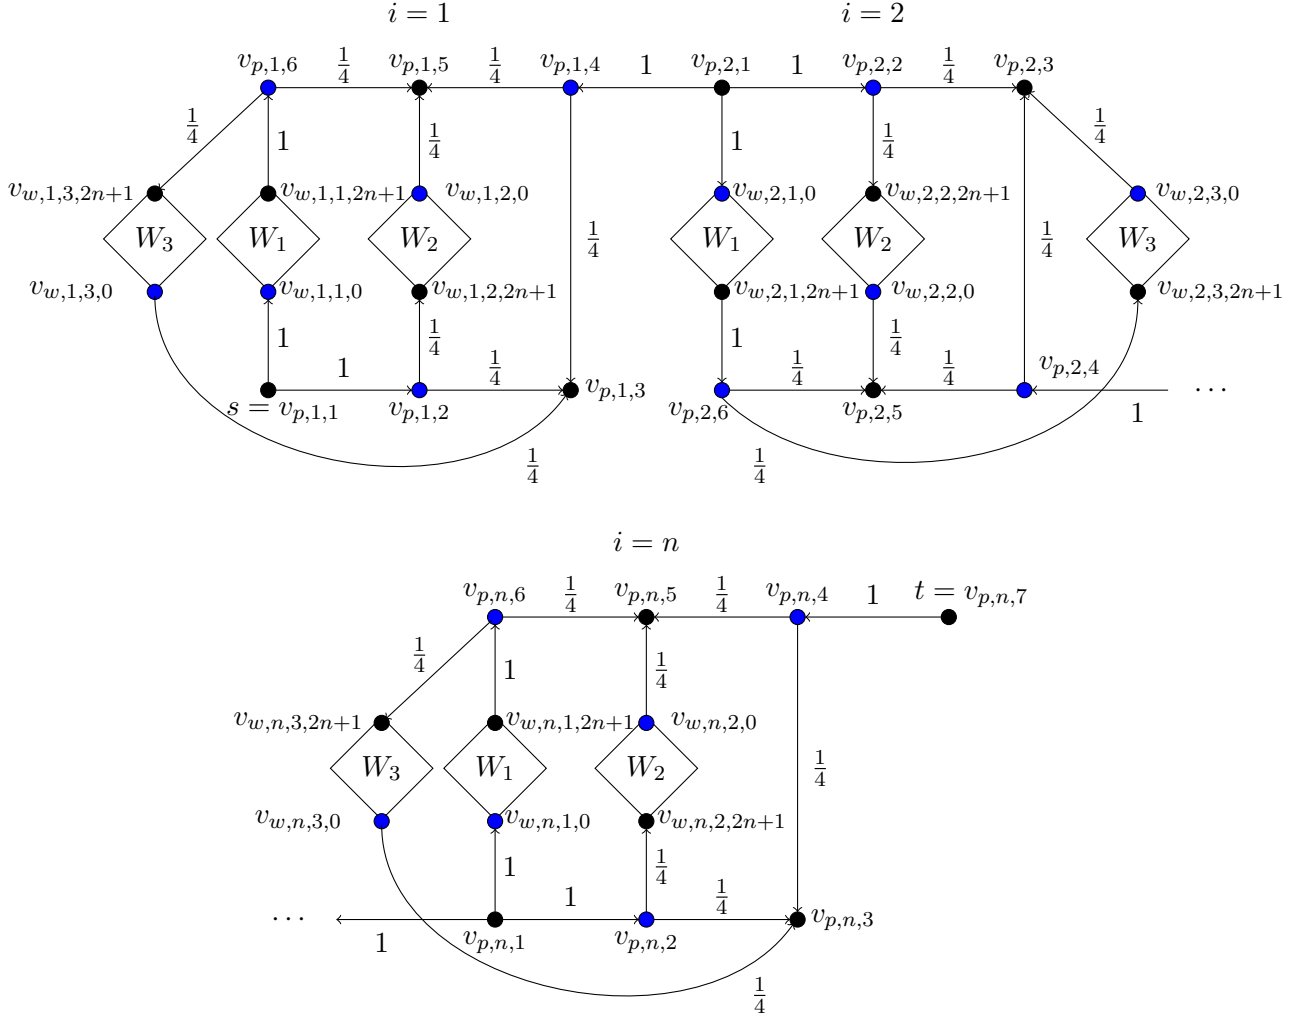 i = 1 i = 2
v_{p,1,6} 1/4 v_{p,1,5} 1/4 v_{p,1,4} 1 v_{p,2,1} 1 v_{p,2,2} 1/4 v_{p,2,3}
1/4 1 1/4 1 1/4 1/4
v_{w,1,3,2n+1} v_{w,1,1,2n+1} v_{w,1,2,0} v_{w,2,1,0} v_{w,2,2,2n+1} v_{w,2,3,0}
W_3 W_1 W_2 1/4 W_1 W_2 1/4 W_3
v_{w,1,3,0} v_{w,1,1,0} v_{w,1,2,2n+1} v_{w,2,1,2n+1} v_{w,2,2,0} v_{w,2,3,2n+1}
1 1/4 1 1/4
1 1/4 1/4 1/4 v_{p,2,4}
s = v_{p,1,1} v_{p,1,2} v_{p,1,3} v_{p,2,6} v_{p,2,5} 1 ...
1/4 1/4
i = n
v_{p,n,6} 1/4 v_{p,n,5} 1/4 v_{p,n,4} 1 t = v_{p,n,7}
1/4 1 1/4
v_{w,n,3,2n+1} v_{w,n,1,2n+1} v_{w,n,2,0}
W_3 W_1 W_2 1/4
v_{w,n,3,0} v_{w,n,1,0} v_{w,n,2,2n+1}
1 1/4
1 1/4
... 1 v_{p,n,1} v_{p,n,2} v_{p,n,3}
1/4